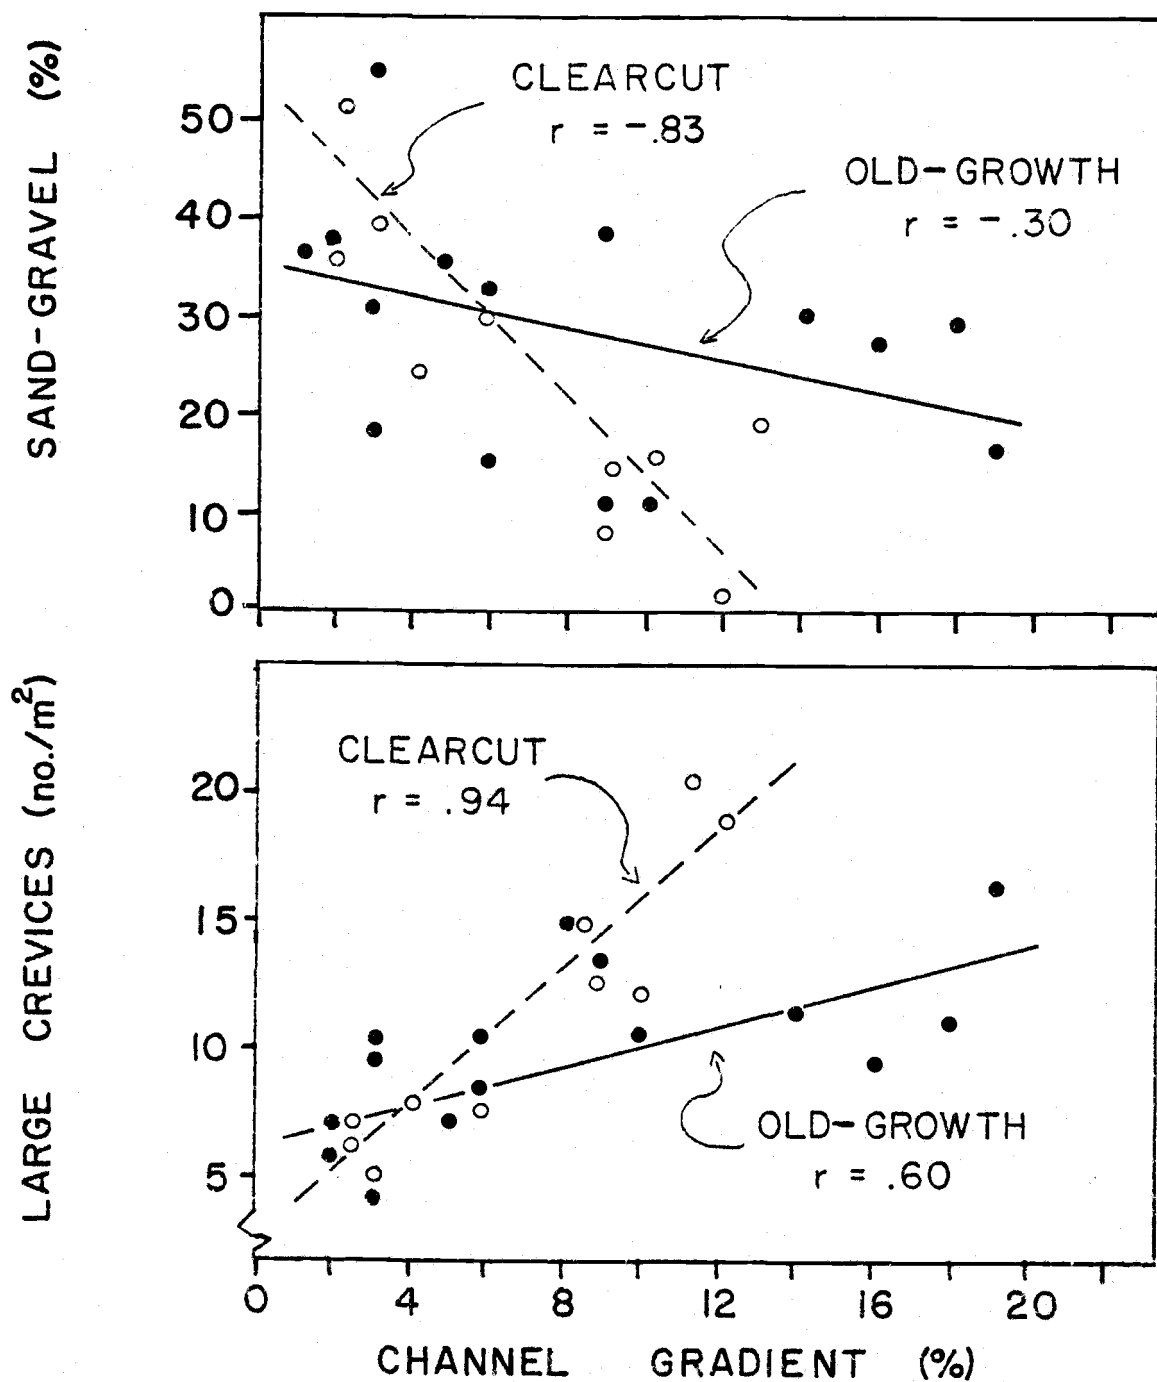 SAND-GRAVEL (%)
50
40
30
20
10
0
CLEARCUT
r = -.83
OLD-GROWTH
r = -.30
LARGE CREVICES (no./m²)
20
15
10
5
CLEARCUT
r = .94
OLD-GROWTH
r = .60
0 4 8 12 16 20
CHANNEL GRADIENT (%)